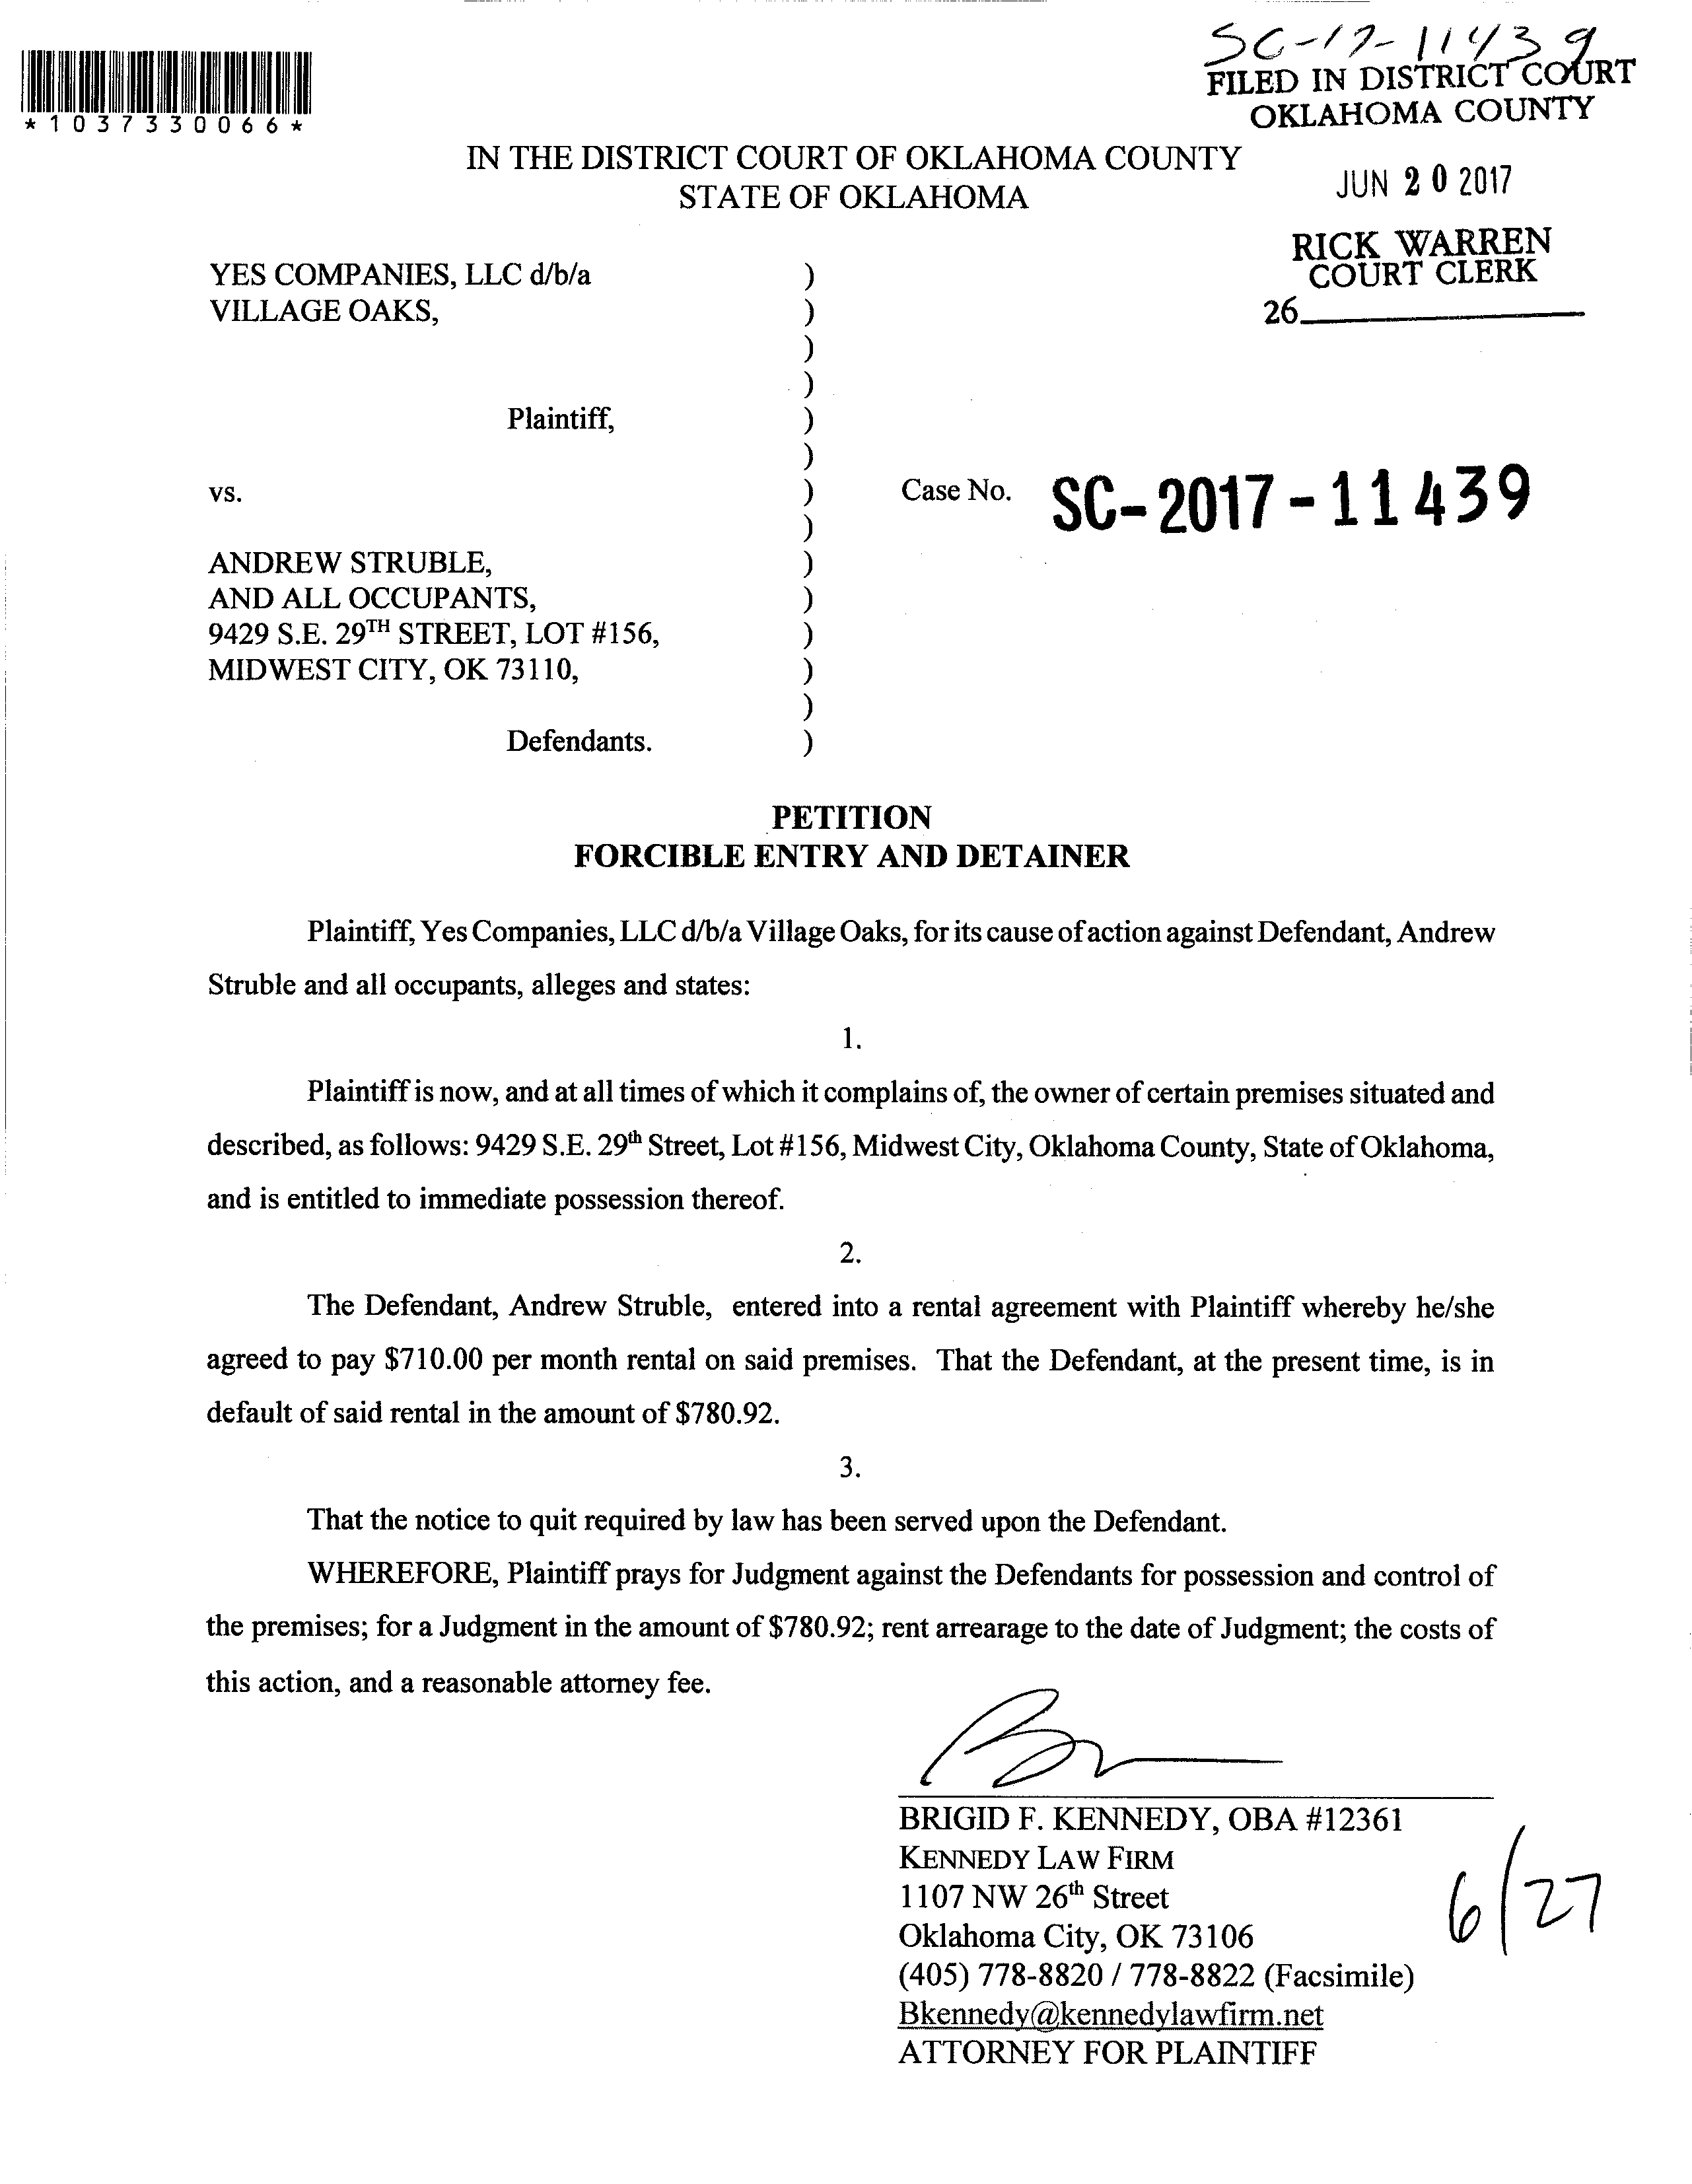 SC-17-11439
FILED IN DISTRICT COURT
OKLAHOMA COUNTY
*1037330066*
IN THE DISTRICT COURT OF OKLAHOMA COUNTY
STATE OF OKLAHOMA
JUN 20 2017
RICK WARREN
COURT CLERK
26
YES COMPANIES, LLC d/b/a )
VILLAGE OAKS, )
)
)
Plaintiff, )
)
vs. ) Case No. SC-2017-11439
)
ANDREW STRUBLE, )
AND ALL OCCUPANTS, )
9429 S.E. 29TH STREET, LOT #156, )
MIDWEST CITY, OK 73110, )
)
Defendants. )
PETITION
FORCIBLE ENTRY AND DETAINER
Plaintiff, Yes Companies, LLC d/b/a Village Oaks, for its cause of action against Defendant, Andrew
Struble and all occupants, alleges and states:
1.
Plaintiff is now, and at all times of which it complains of, the owner of certain premises situated and
described, as follows: 9429 S.E. 29th Street, Lot #156, Midwest City, Oklahoma County, State of Oklahoma,
and is entitled to immediate possession thereof.
2.
The Defendant, Andrew Struble, entered into a rental agreement with Plaintiff whereby he/she
agreed to pay $710.00 per month rental on said premises. That the Defendant, at the present time, is in
default of said rental in the amount of $780.92.
3.
That the notice to quit required by law has been served upon the Defendant.
WHEREFORE, Plaintiff prays for Judgment against the Defendants for possession and control of
the premises; for a Judgment in the amount of $780.92; rent arrearage to the date of Judgment; the costs of
this action, and a reasonable attorney fee.
BRIGID F. KENNEDY, OBA #12361
KENNEDY LAW FIRM
1107 NW 26th Street
Oklahoma City, OK 73106
(405) 778-8820 / 778-8822 (Facsimile)
Bkennedy@kennedylawfirm.net
ATTORNEY FOR PLAINTIFF
6/27